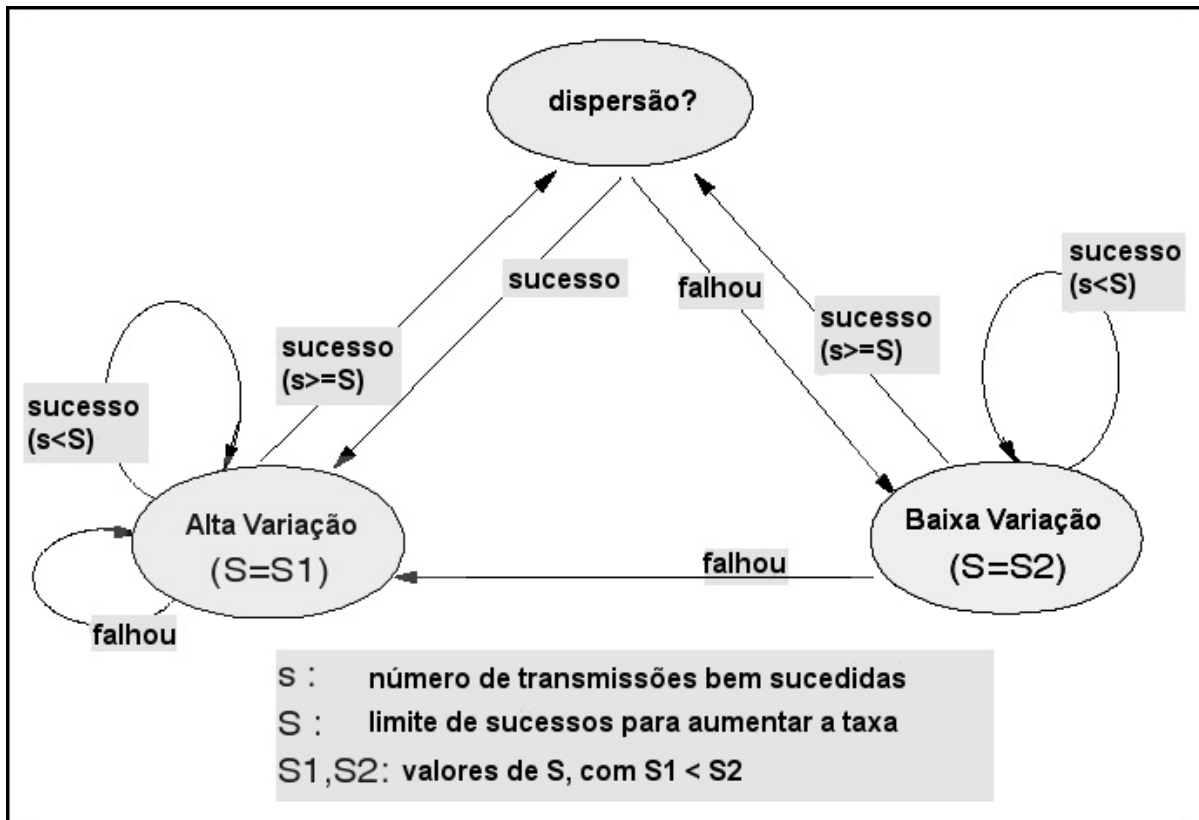 dispersão?
sucesso
falhou
sucesso
(s<S)
sucesso
(s>=S)
sucesso
(s>=S)
sucesso
(s<S)
Alta Variação
(S=S1)
Baixa Variação
(S=S2)
falhou
falhou
s : número de transmissões bem sucedidas
S : limite de sucessos para aumentar a taxa
S1,S2: valores de S, com S1 < S2